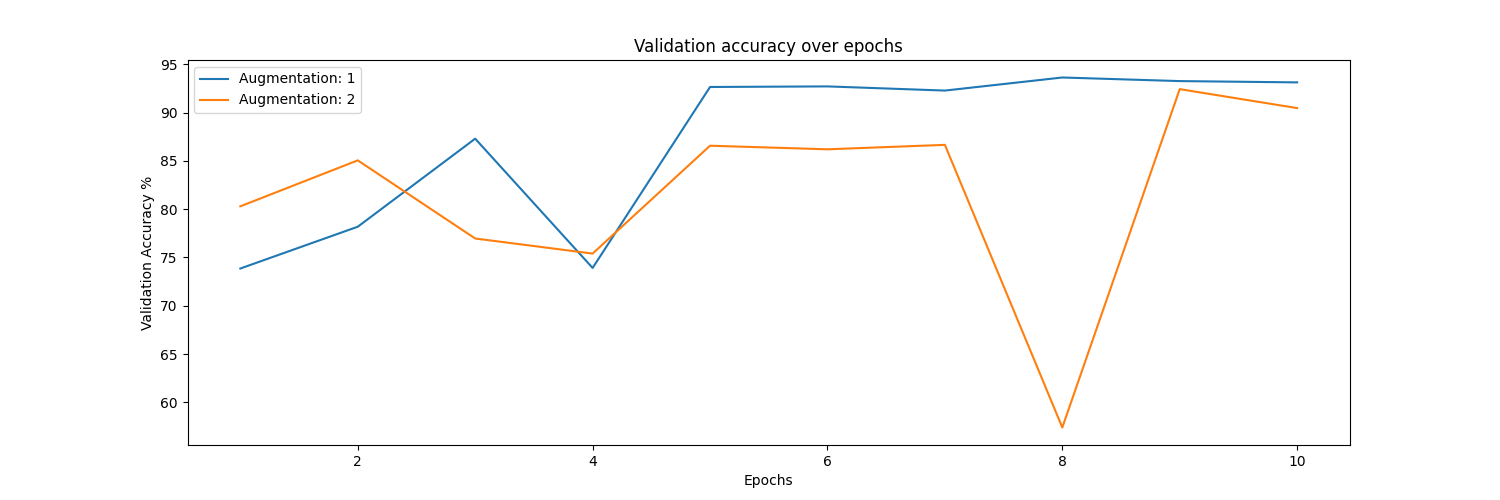 Validation accuracy over epochs
Augmentation: 1
Augmentation: 2
Validation Accuracy %
95
90
85
80
75
70
65
60
2 4 6 8 10
Epochs